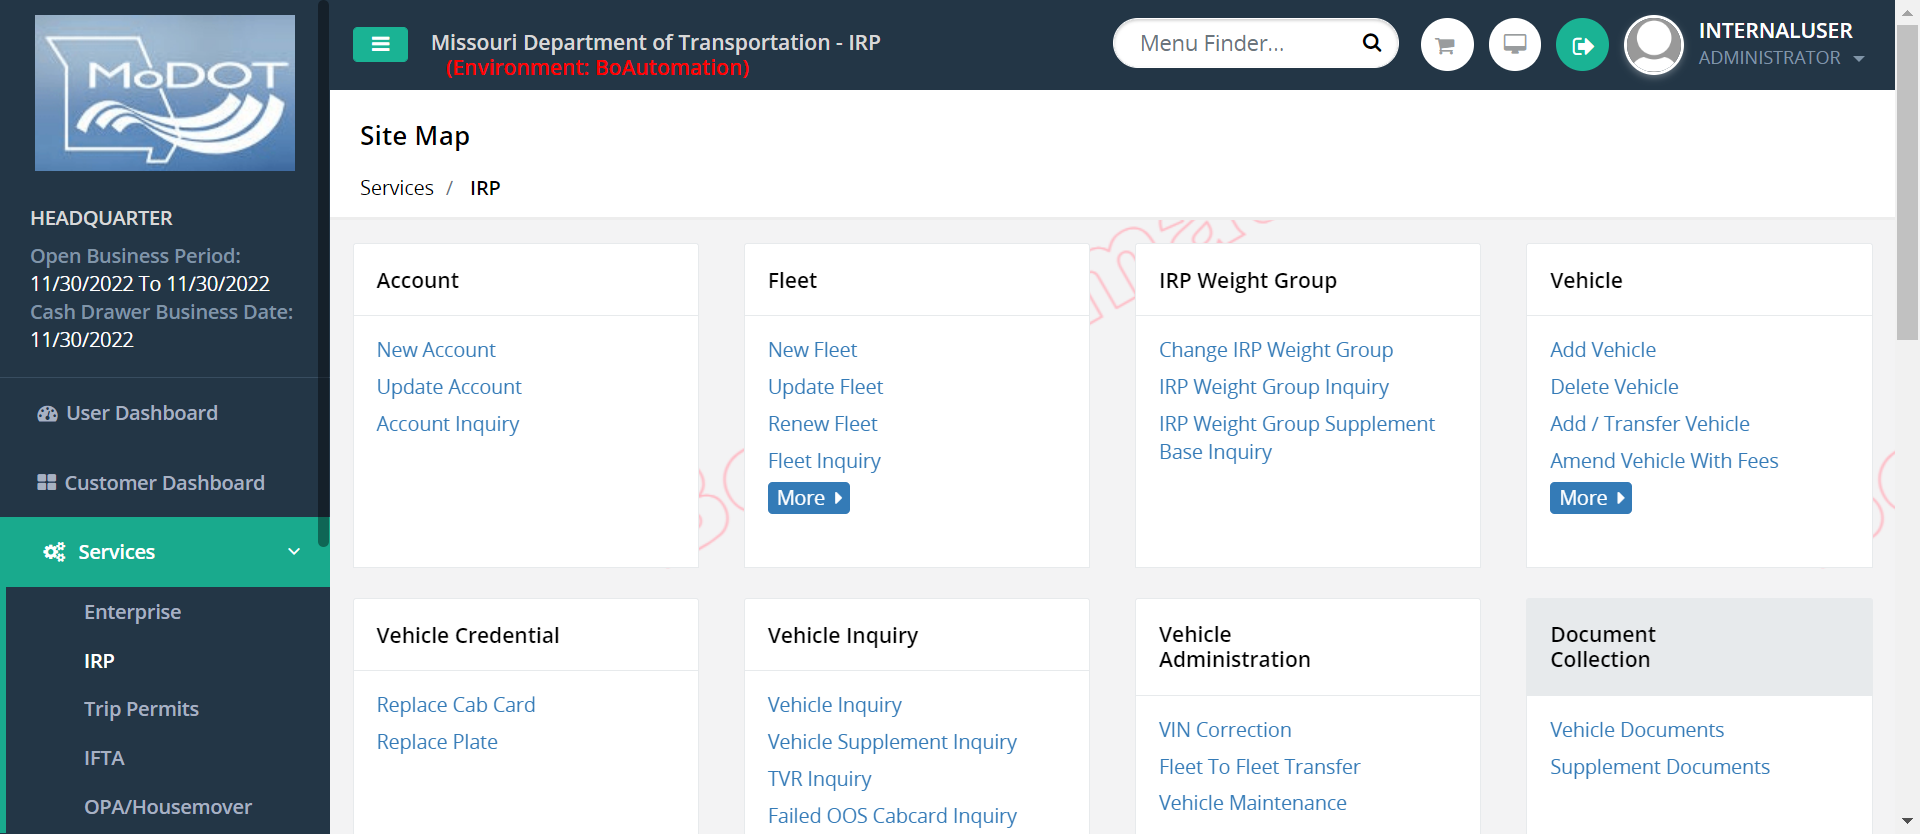 MoDOT
HEADQUARTER
Open Business Period:
11/30/2022 To 11/30/2022
Cash Drawer Business Date:
11/30/2022
User Dashboard
Customer Dashboard
Services
Enterprise
IRP
Trip Permits
IFTA
OPA/Housemover
Missouri Department of Transportation - IRP
(Environment: BoAutomation)
Menu Finder...
INTERNALUSER
ADMINISTRATOR
Site Map
Services / IRP
Account
New Account
Update Account
Account Inquiry
Fleet
New Fleet
Update Fleet
Renew Fleet
Fleet Inquiry
More
IRP Weight Group
Change IRP Weight Group
IRP Weight Group Inquiry
IRP Weight Group Supplement
Base Inquiry
Vehicle
Add Vehicle
Delete Vehicle
Add / Transfer Vehicle
Amend Vehicle With Fees
More
Vehicle Credential
Replace Cab Card
Replace Plate
Vehicle Inquiry
Vehicle Inquiry
Vehicle Supplement Inquiry
TVR Inquiry
Failed OOS Cabcard Inquiry
Vehicle
Administration
VIN Correction
Fleet To Fleet Transfer
Vehicle Maintenance
Document
Collection
Vehicle Documents
Supplement Documents